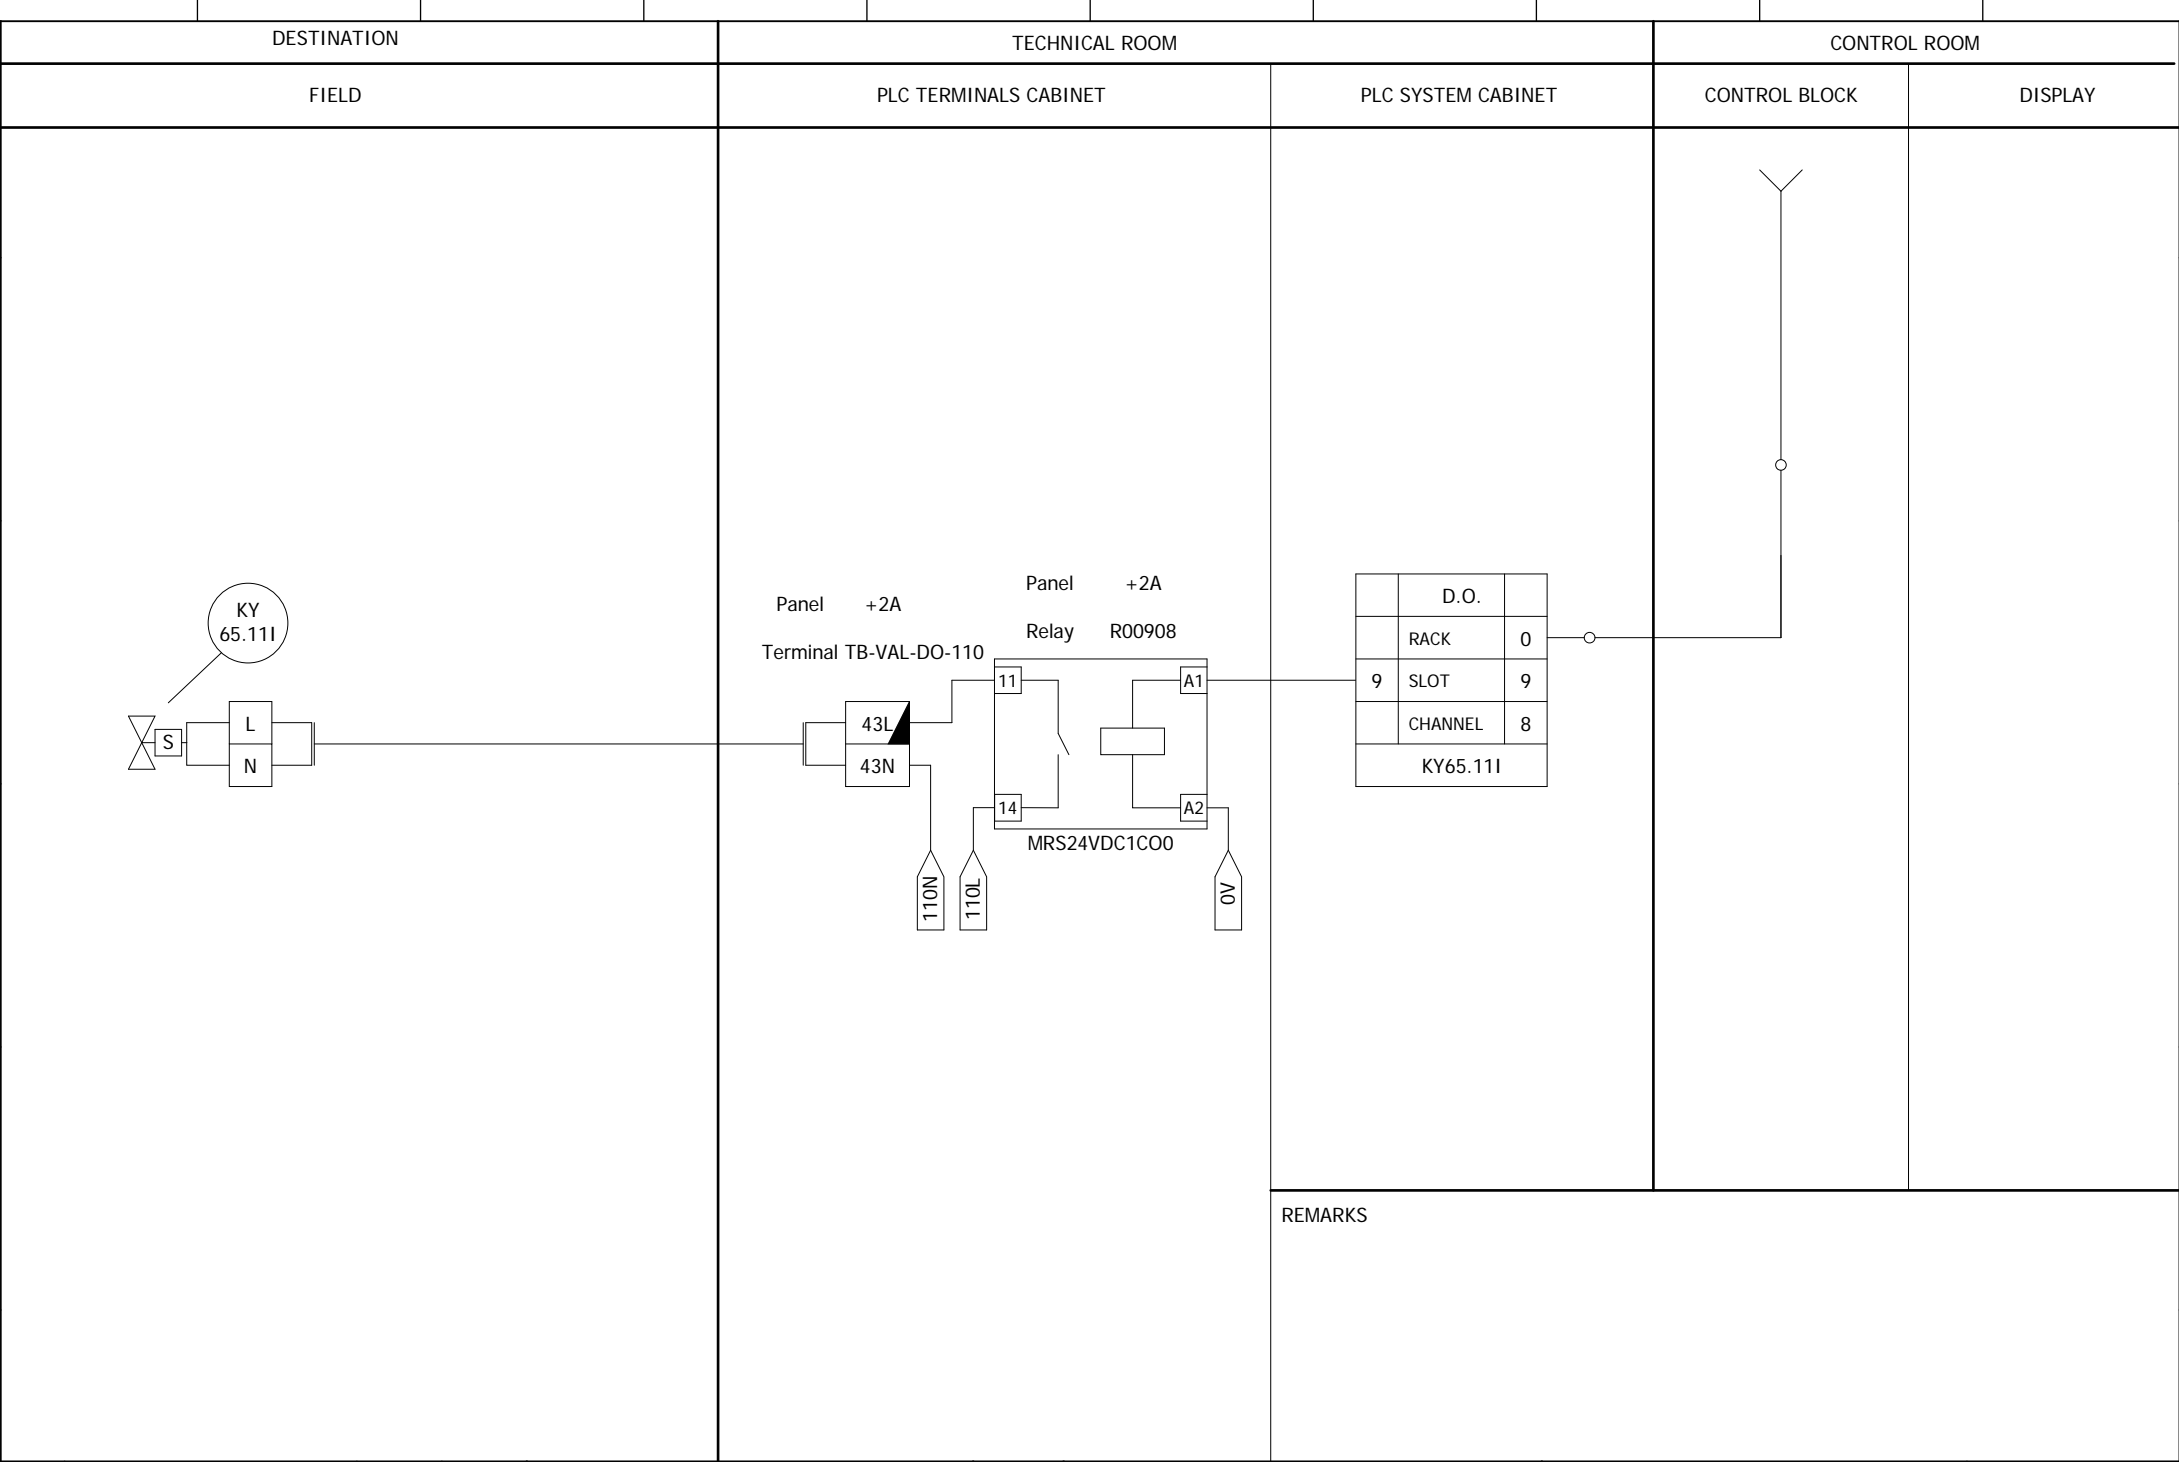 DESTINATION
TECHNICAL ROOM
CONTROL ROOM
FIELD
PLC TERMINALS CABINET
PLC SYSTEM CABINET
CONTROL BLOCK
DISPLAY
KY
65.11I
S
L
N
Panel +2A
Terminal TB-VAL-DO-110
43L
43N
110N
110L
Panel +2A
Relay R00908
11
A1
14
A2
MRS24VDC1CO0
0V
D.O.
RACK 0
9 SLOT 9
CHANNEL 8
KY65.11I
REMARKS